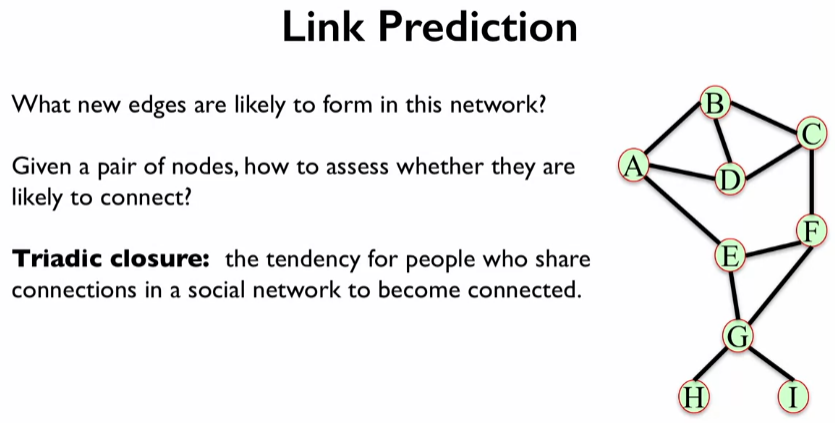 Link Prediction
What new edges are likely to form in this network?
Given a pair of nodes, how to assess whether they are
likely to connect?
Triadic closure: the tendency for people who share
connections in a social network to become connected.
B
C
A
D
F
E
G
H
I